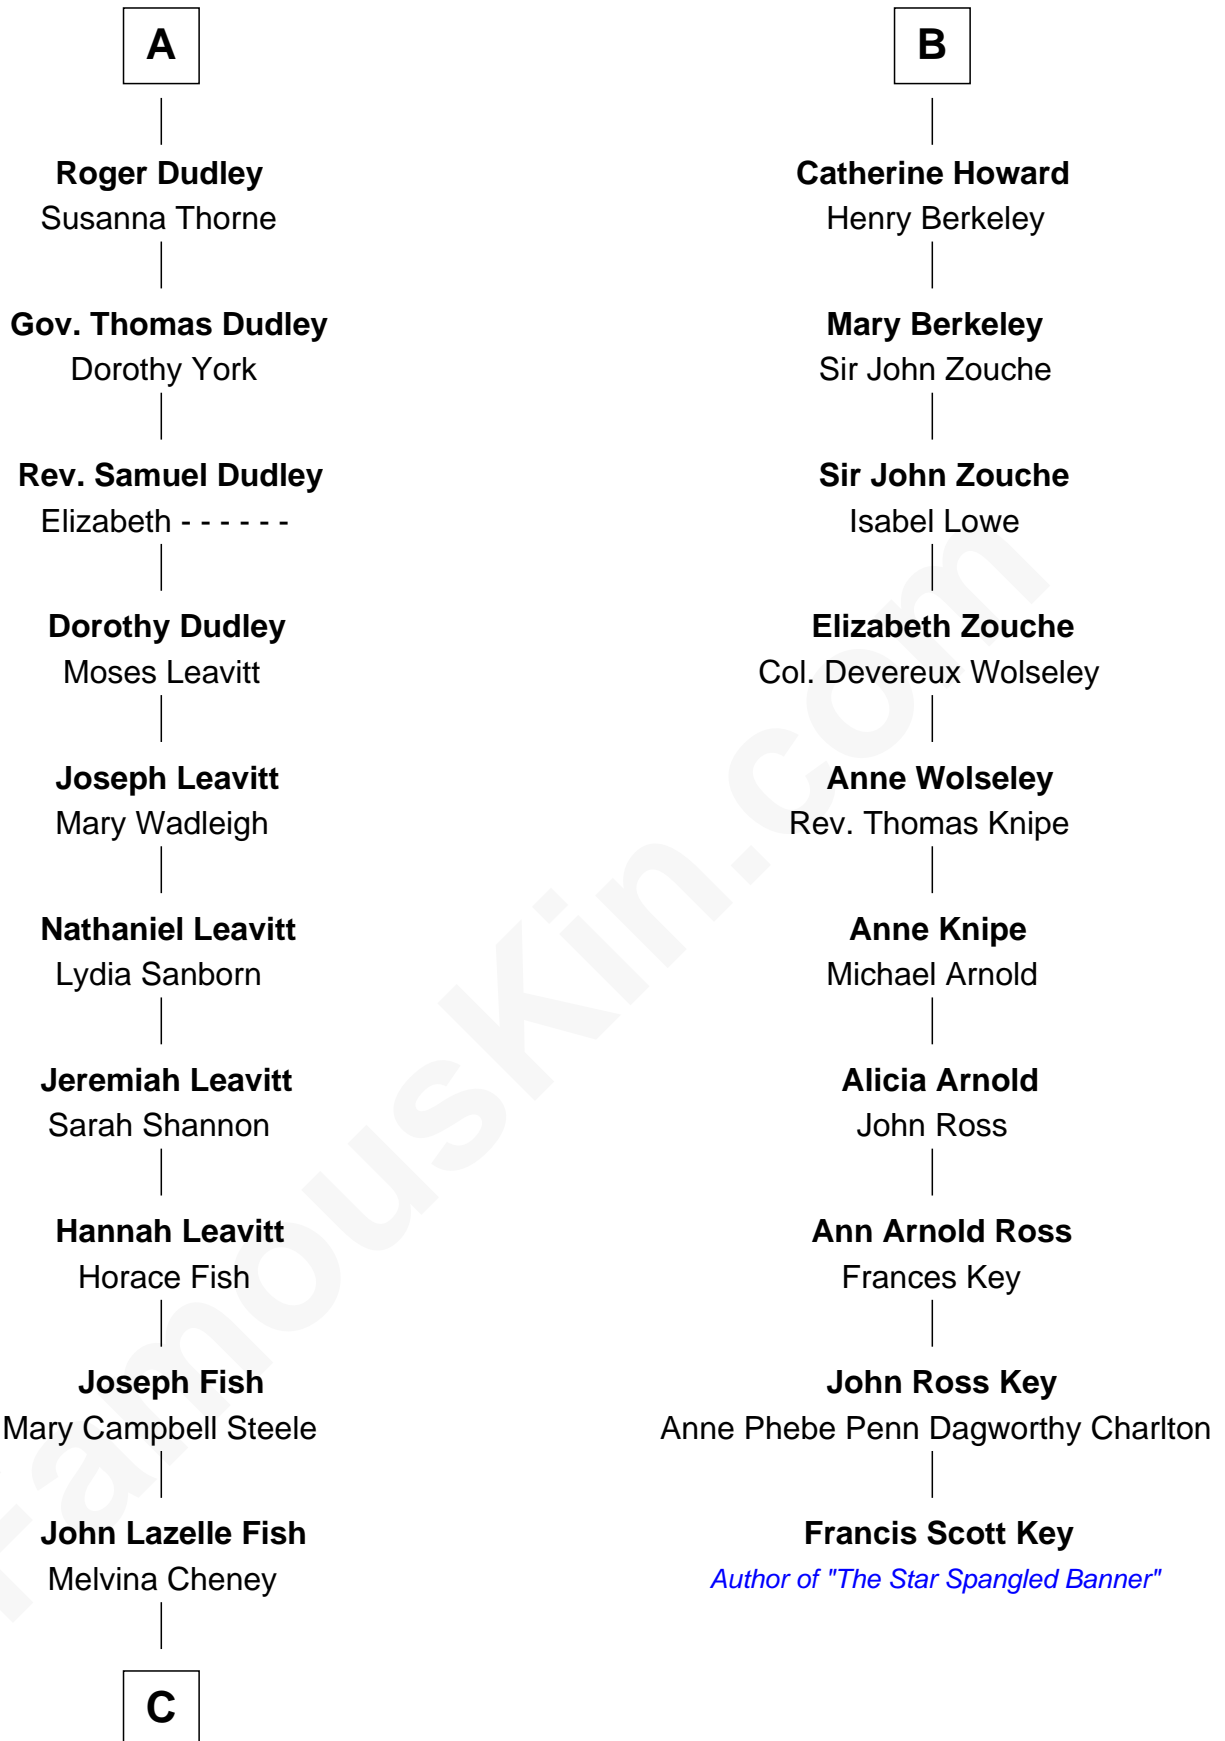 A
Roger Dudley
Susanna Thorne
Gov. Thomas Dudley
Dorothy York
Rev. Samuel Dudley
Elizabeth - - - - - -
Dorothy Dudley
Moses Leavitt
Joseph Leavitt
Mary Wadleigh
Nathaniel Leavitt
Lydia Sanborn
Jeremiah Leavitt
Sarah Shannon
Hannah Leavitt
Horace Fish
Joseph Fish
Mary Campbell Steele
John Lazelle Fish
Melvina Cheney
C
B
Catherine Howard
Henry Berkeley
Mary Berkeley
Sir John Zouche
Sir John Zouche
Isabel Lowe
Elizabeth Zouche
Col. Devereux Wolseley
Anne Wolseley
Rev. Thomas Knipe
Anne Knipe
Michael Arnold
Alicia Arnold
John Ross
Ann Arnold Ross
Frances Key
John Ross Key
Anne Phebe Penn Dagworthy Charlton
Francis Scott Key
Author of "The Star Spangled Banner"
FamousKin.com